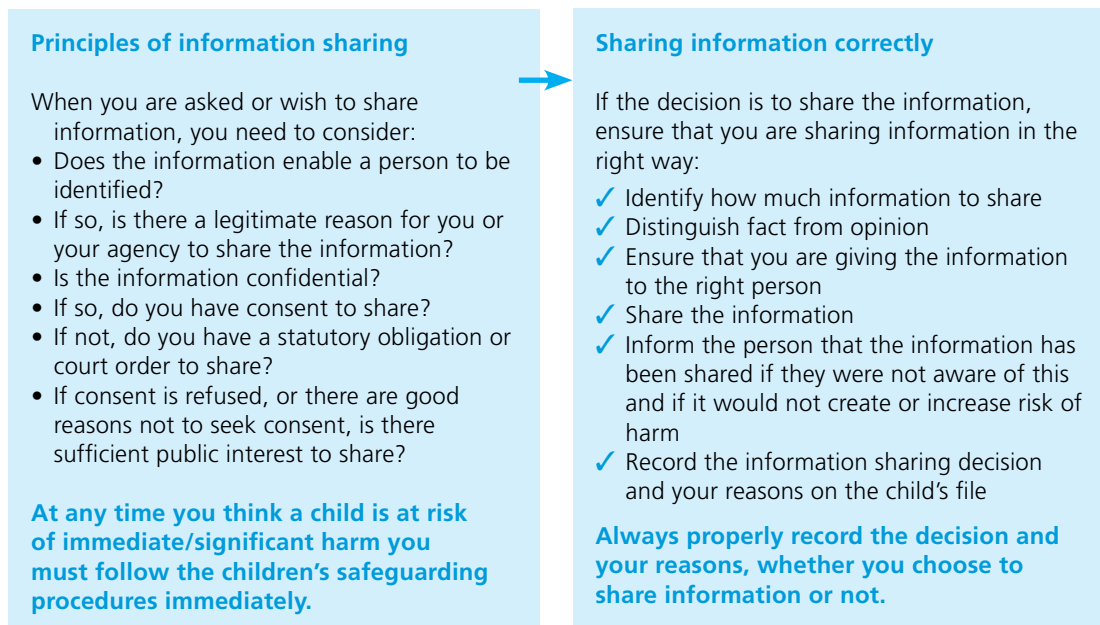 Principles of information sharing
When you are asked or wish to share
information, you need to consider:
• Does the information enable a person to be
identified?
• If so, is there a legitimate reason for you or
your agency to share the information?
• Is the information confidential?
• If so, do you have consent to share?
• If not, do you have a statutory obligation or
court order to share?
• If consent is refused, or there are good
reasons not to seek consent, is there
sufficient public interest to share?
At any time you think a child is at risk
of immediate/significant harm you
must follow the children’s safeguarding
procedures immediately.
Sharing information correctly
If the decision is to share the information,
ensure that you are sharing information in the
right way:
✓ Identify how much information to share
✓ Distinguish fact from opinion
✓ Ensure that you are giving the information
to the right person
✓ Share the information
✓ Inform the person that the information has
been shared if they were not aware of this
and if it would not create or increase risk of
harm
✓ Record the information sharing decision
and your reasons on the child’s file
Always properly record the decision and
your reasons, whether you choose to
share information or not.